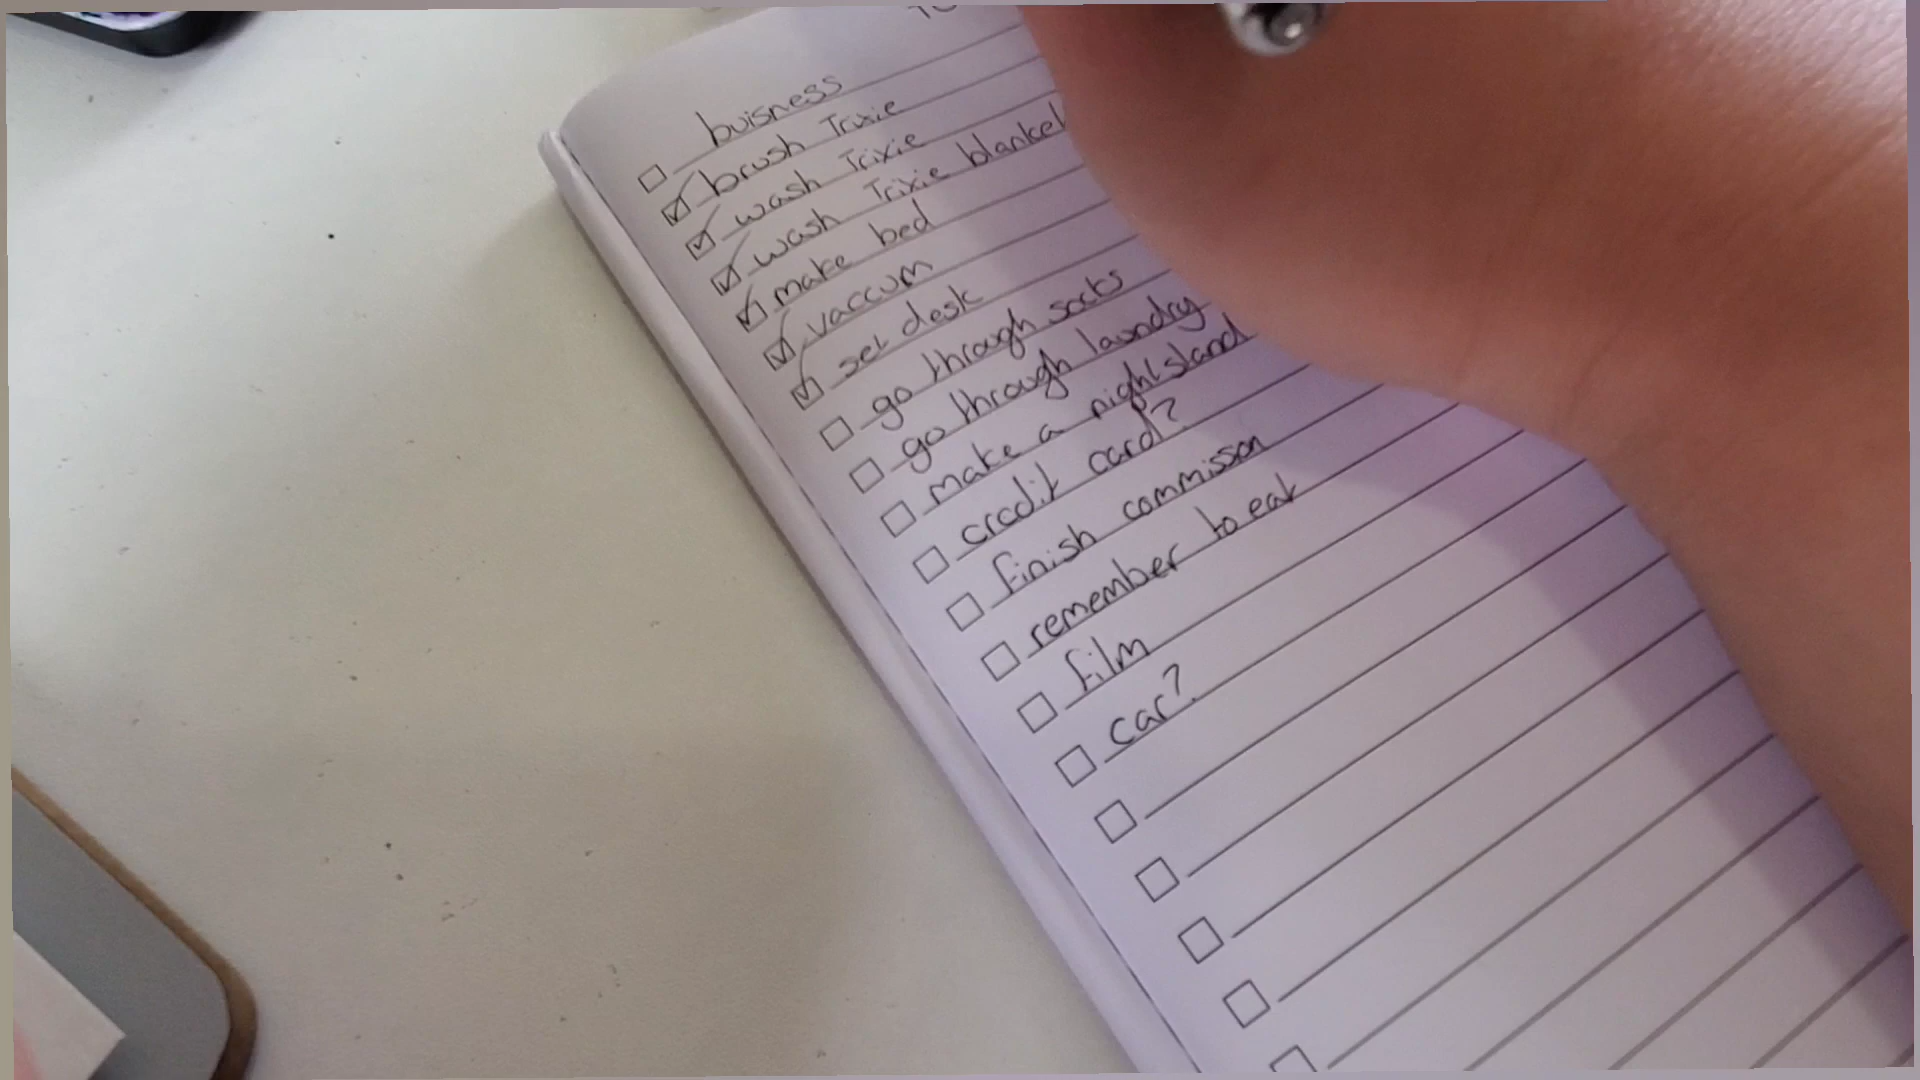 buisness
brush Trixie
wash Trixie
wash Trixie blanket
make bed
vaccum
set desk
go through socks
go through laundry
make a nightstand
credit card?
finish commisson
remember to eat
film
car?